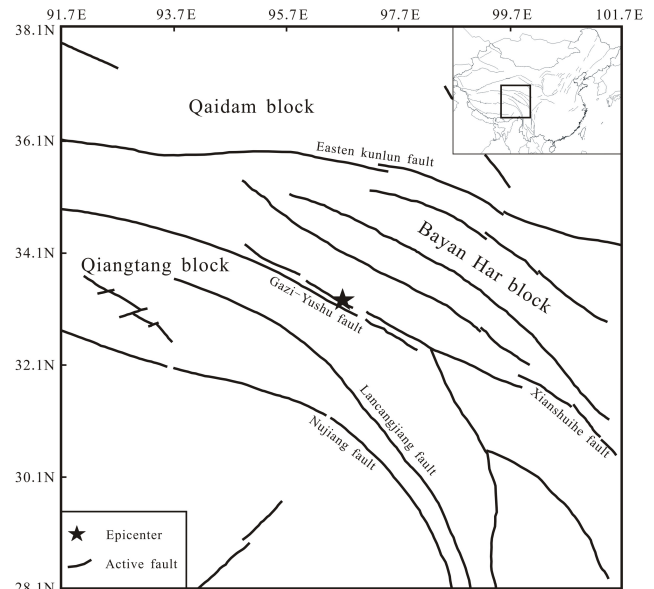 91.7E 93.7E 95.7E 97.7E 99.7E 101.7E
38.1N
Qaidam block
36.1N
Easten kunlun fault
Bayan Har block
34.1N
Qiangtang block
Gazi-Yushu fault
32.1N
Xianshuihe fault
Lancangjiang fault
Nujiang fault
30.1N
Epicenter
Active fault
28.1N